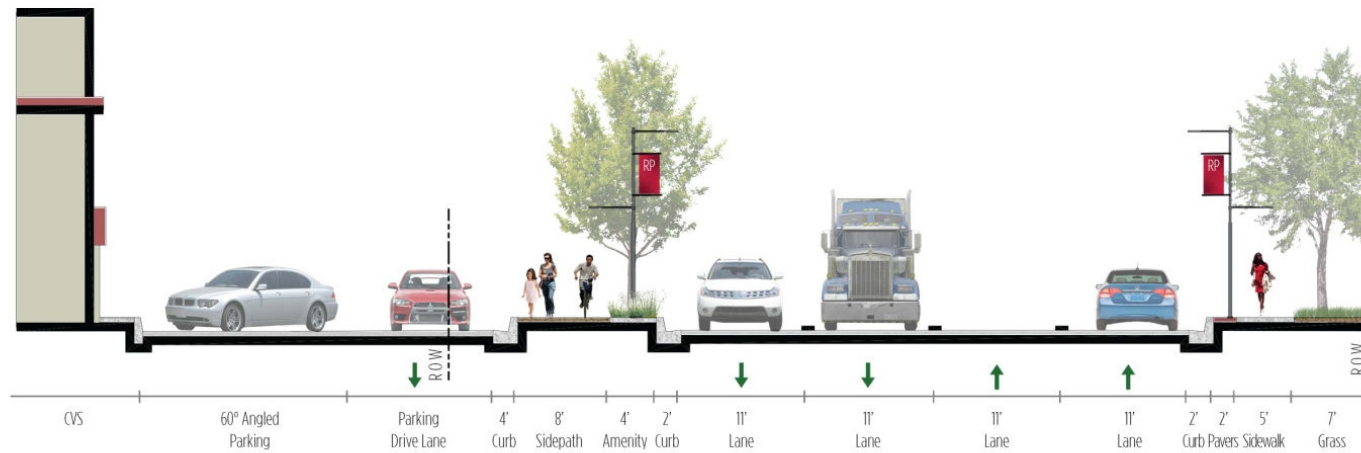 RP
RP
ROW
ROW
CVS
60° Angled
Parking
Parking
Drive Lane
4'
Curb
8'
Sidepath
4'
Amenity
2'
Curb
11'
Lane
11'
Lane
11'
Lane
11'
Lane
2'
Curb
2'
Pavers
5'
Sidewalk
7'
Grass